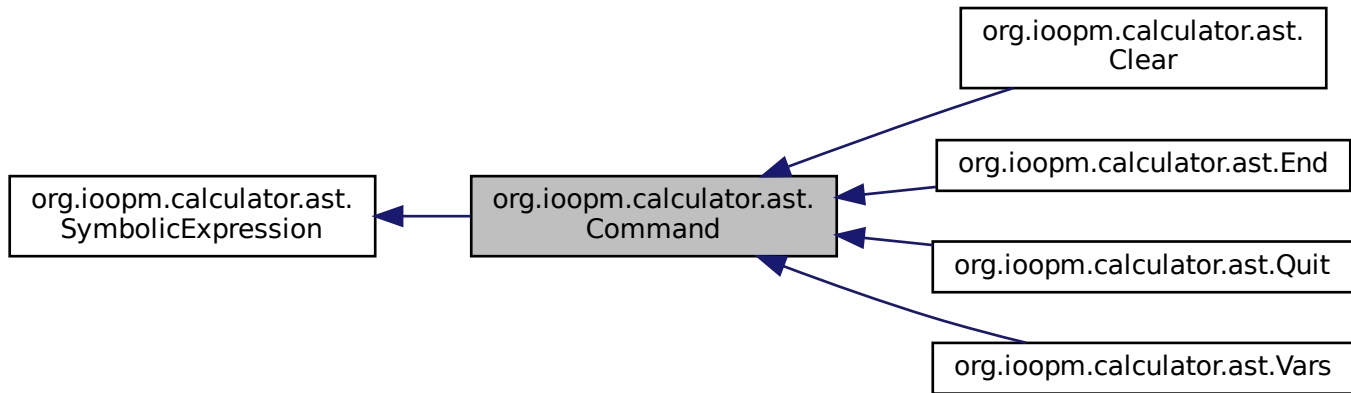 org.ioopm.calculator.ast.
SymbolicExpression
org.ioopm.calculator.ast.
Command
org.ioopm.calculator.ast.
Clear
org.ioopm.calculator.ast.End
org.ioopm.calculator.ast.Quit
org.ioopm.calculator.ast.Vars